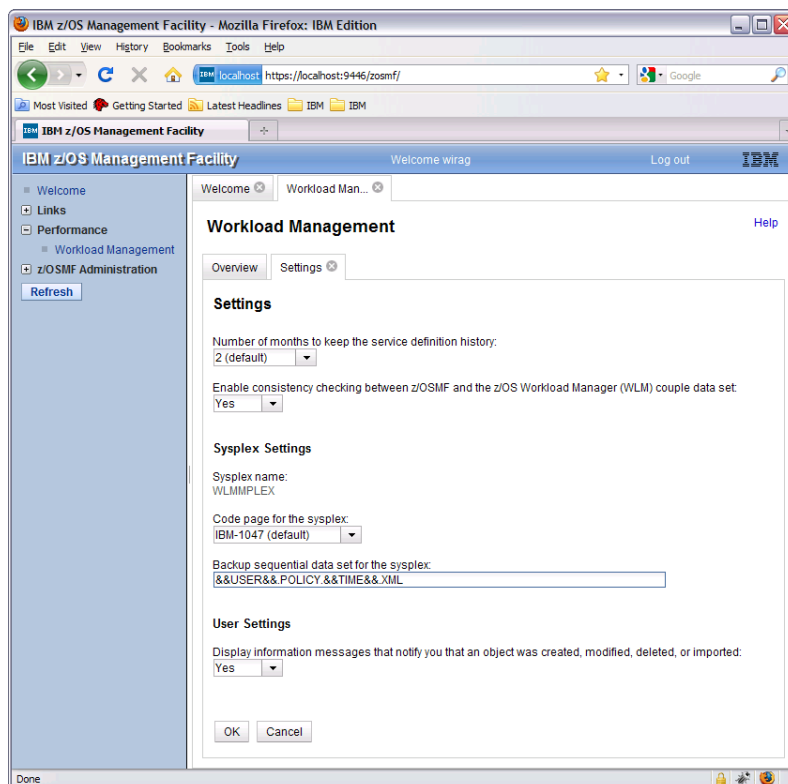 IBM z/OS Management Facility - Mozilla Firefox: IBM Edition
File Edit View History Bookmarks Tools Help
IBM localhost https://localhost:9446/zosmf/ Google
Most Visited Getting Started Latest Headlines IBM IBM
IBM IBM z/OS Management Facility
IBM z/OS Management Facility Welcome wirag Log out IBM
Welcome
Links
Performance
Workload Management
z/OSMF Administration
Refresh
Welcome Workload Man...
Workload Management Help
Overview Settings
Settings
Number of months to keep the service definition history:
2 (default)
Enable consistency checking between z/OSMF and the z/OS Workload Manager (WLM) couple data set:
Yes
Sysplex Settings
Sysplex name:
WLMMPLEX
Code page for the sysplex:
IBM-1047 (default)
Backup sequential data set for the sysplex:
&&USER&&.POLICY.&&TIME&&.XML
User Settings
Display information messages that notify you that an object was created, modified, deleted, or imported:
Yes
OK Cancel
Done